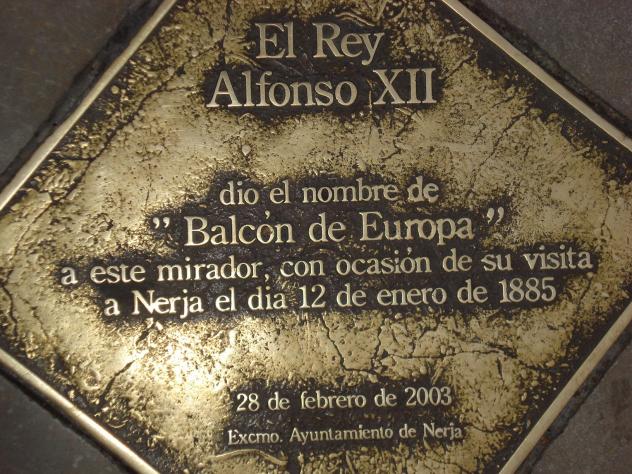 El Rey
Alfonso XII
dio el nombre de
" Balcón de Europa "
a este mirador, con ocasión de su visita
a Nerja el dia 12 de enero de 1885
28 de febrero de 2003
Excmo. Ayuntamiento de Nerja